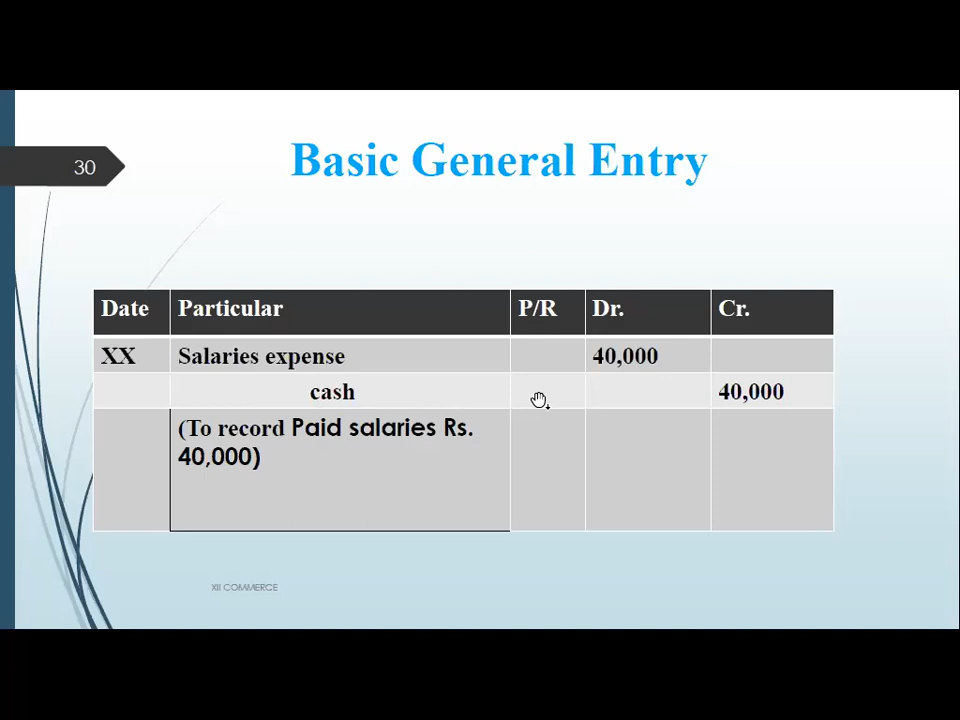 30
Basic General Entry
Date Particular P/R Dr. Cr.
XX Salaries expense 40,000
cash 40,000
(To record Paid salaries Rs.
40,000)
XII COMMERCE